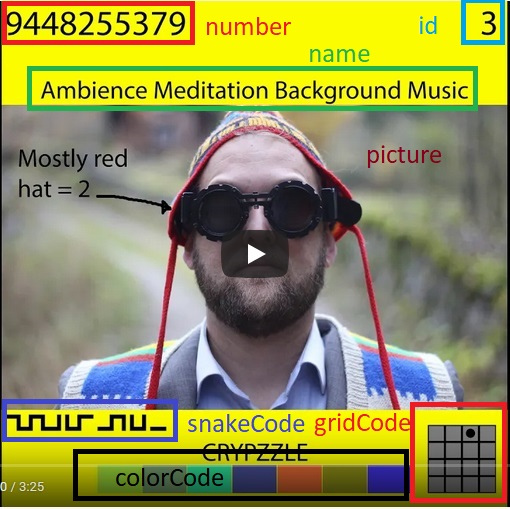 9448255379 number id 3
name
Ambience Meditation Background Music
Mostly red
hat = 2
picture
snakeCode gridCode
CRYPZZLE
colorCode
0 / 3:25